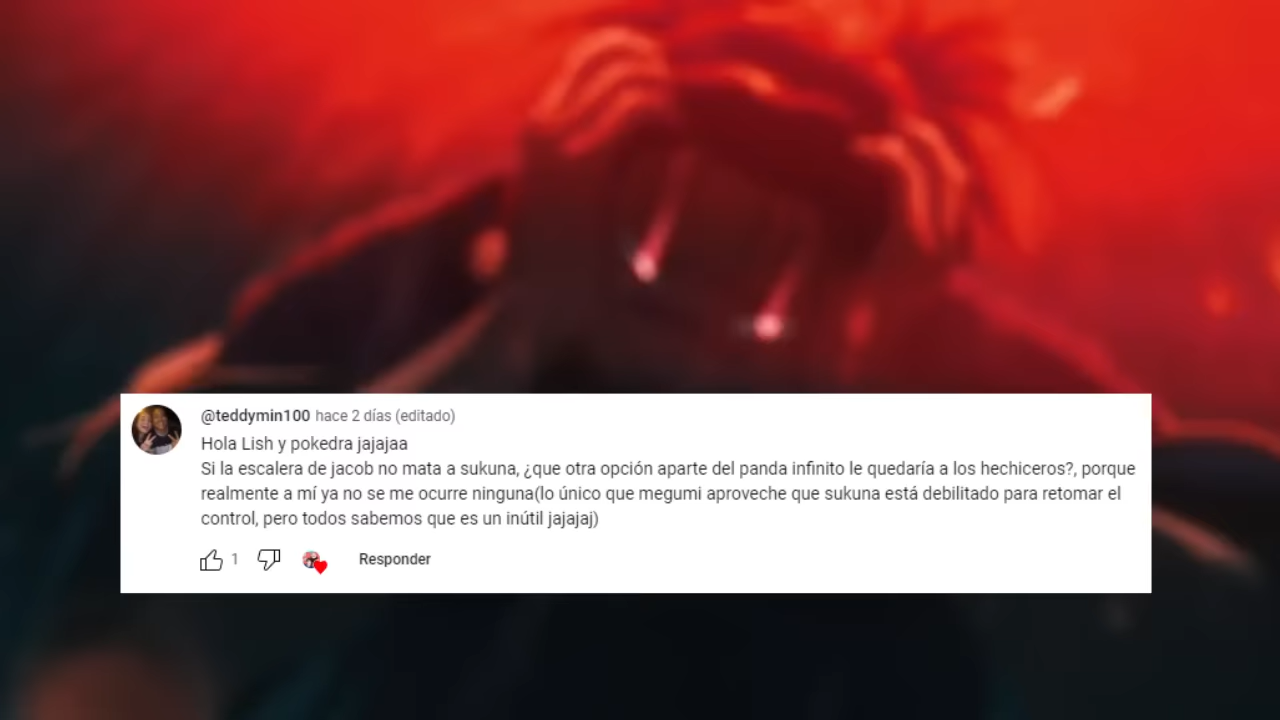 @teddymin100 hace 2 días (editado)
Hola Lish y pokedra jajajaa
Si la escalera de jacob no mata a sukuna, ¿que otra opción aparte del panda infinito le quedaría a los hechiceros?, porque
realmente a mí ya no se me ocurre ninguna(lo único que megumi aproveche que sukuna está debilitado para retomar el
control, pero todos sabemos que es un inútil jajajaj)
1 Responder